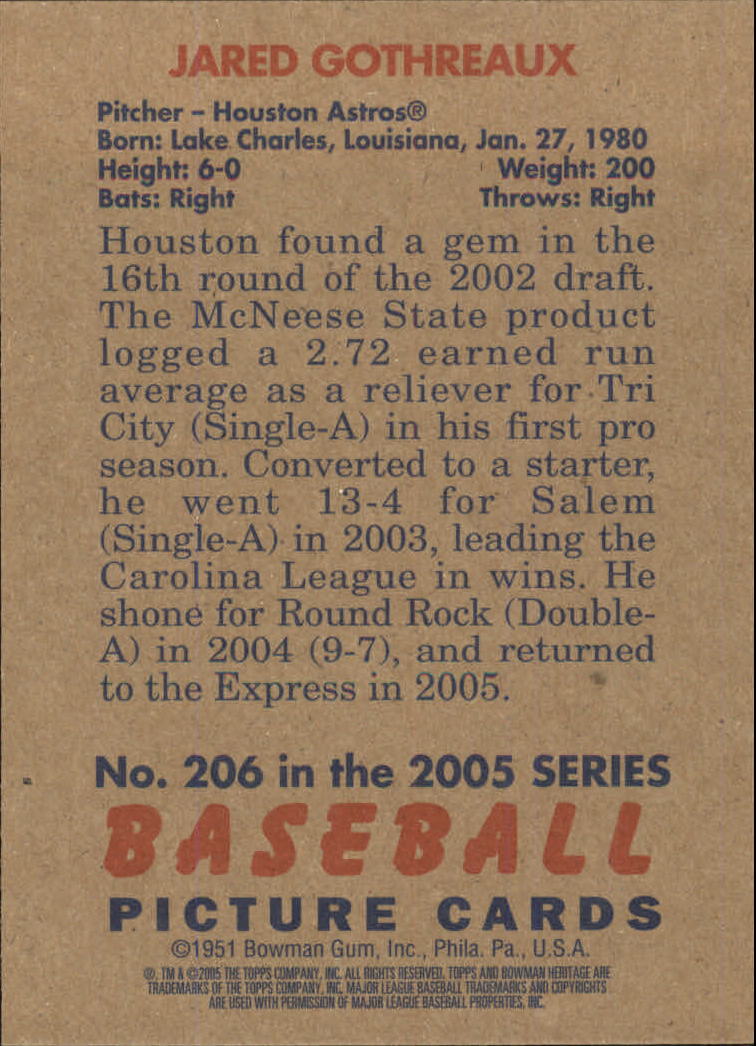 JARED GOTHREAUX
Pitcher – Houston Astros®
Born: Lake Charles, Louisiana, Jan. 27, 1980
Height: 6-0 Weight: 200
Bats: Right Throws: Right
Houston found a gem in the
16th round of the 2002 draft.
The McNeese State product
logged a 2.72 earned run
average as a reliever for Tri
City (Single-A) in his first pro
season. Converted to a starter,
he went 13-4 for Salem
(Single-A) in 2003, leading the
Carolina League in wins. He
shone for Round Rock (Double-
A) in 2004 (9-7), and returned
to the Express in 2005.
No. 206 in the 2005 SERIES
BASEBALL
PICTURE CARDS
©1951 Bowman Gum, Inc., Phila. Pa., U.S.A.
®, TM & ©2005 THE TOPPS COMPANY, INC. ALL RIGHTS RESERVED. TOPPS AND BOWMAN HERITAGE ARE
TRADEMARKS OF THE TOPPS COMPANY, INC. MAJOR LEAGUE BASEBALL TRADEMARKS AND COPYRIGHTS
ARE USED WITH PERMISSION OF MAJOR LEAGUE BASEBALL PROPERTIES, INC.